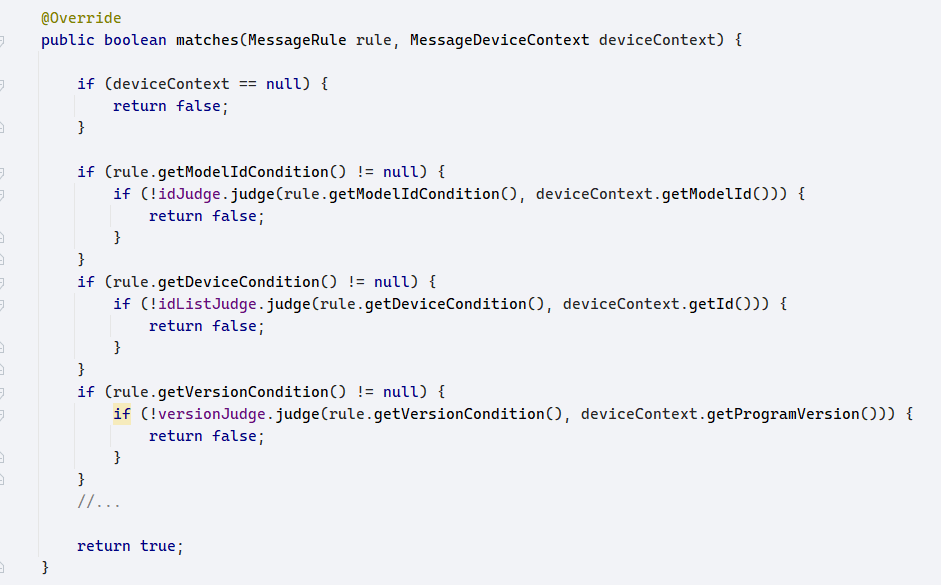 @Override
public boolean matches(MessageRule rule, MessageDeviceContext deviceContext) {
if (deviceContext == null) {
return false;
}
if (rule.getModelIdCondition() != null) {
if (!idJudge.judge(rule.getModelIdCondition(), deviceContext.getModelId())) {
return false;
}
}
if (rule.getDeviceCondition() != null) {
if (!idListJudge.judge(rule.getDeviceCondition(), deviceContext.getId())) {
return false;
}
}
if (rule.getVersionCondition() != null) {
if (!versionJudge.judge(rule.getVersionCondition(), deviceContext.getProgramVersion())) {
return false;
}
}
//...
return true;
}